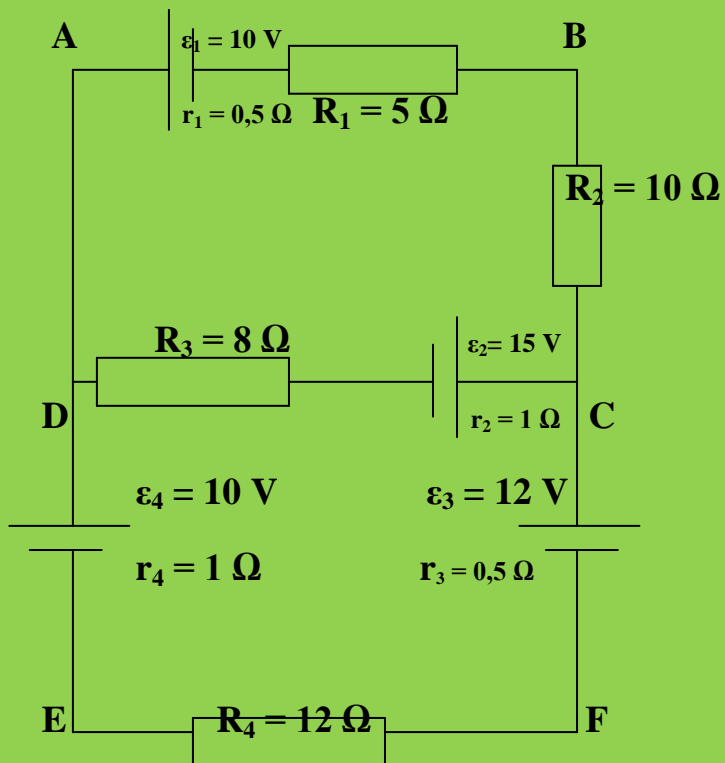 A
ε₁ = 10 V
B
r₁ = 0,5 Ω
R₁ = 5 Ω
R₂ = 10 Ω
R₃ = 8 Ω
ε₂= 15 V
D
r₂ = 1 Ω
C
ε₄ = 10 V
ε₃ = 12 V
r₄ = 1 Ω
r₃ = 0,5 Ω
E
R₄ = 12 Ω
F